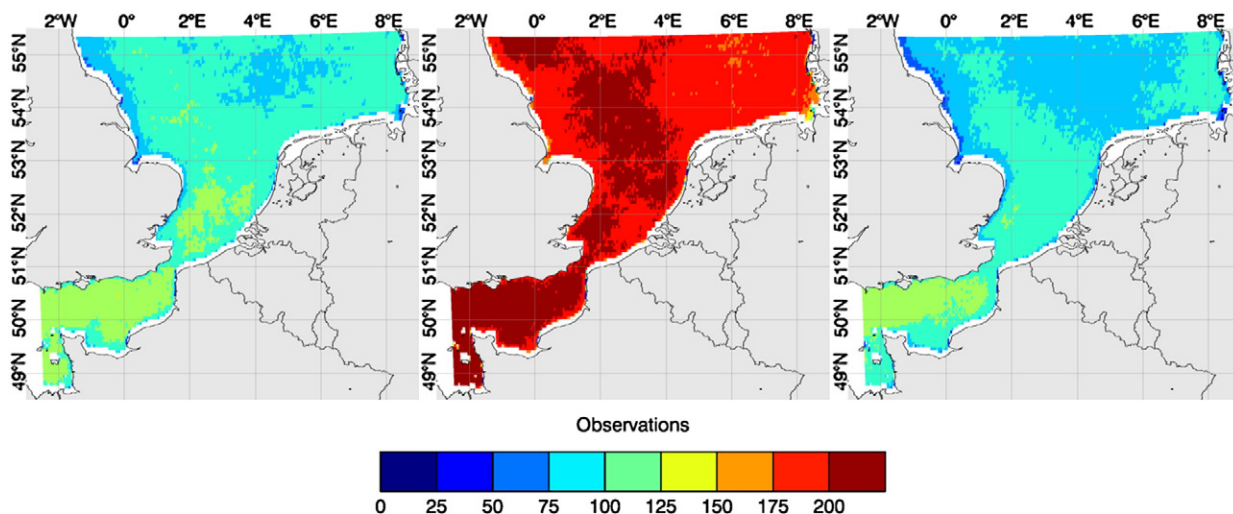 2°W 0° 2°E 4°E 6°E 8°E 2°W 0° 2°E 4°E 6°E 8°E 2°W 0° 2°E 4°E 6°E 8°E
55°N 55°N 55°N
54°N 54°N 54°N
53°N 53°N 53°N
52°N 52°N 52°N
51°N 51°N 51°N
50°N 50°N 50°N
49°N 49°N 49°N
Observations
0 25 50 75 100 125 150 175 200